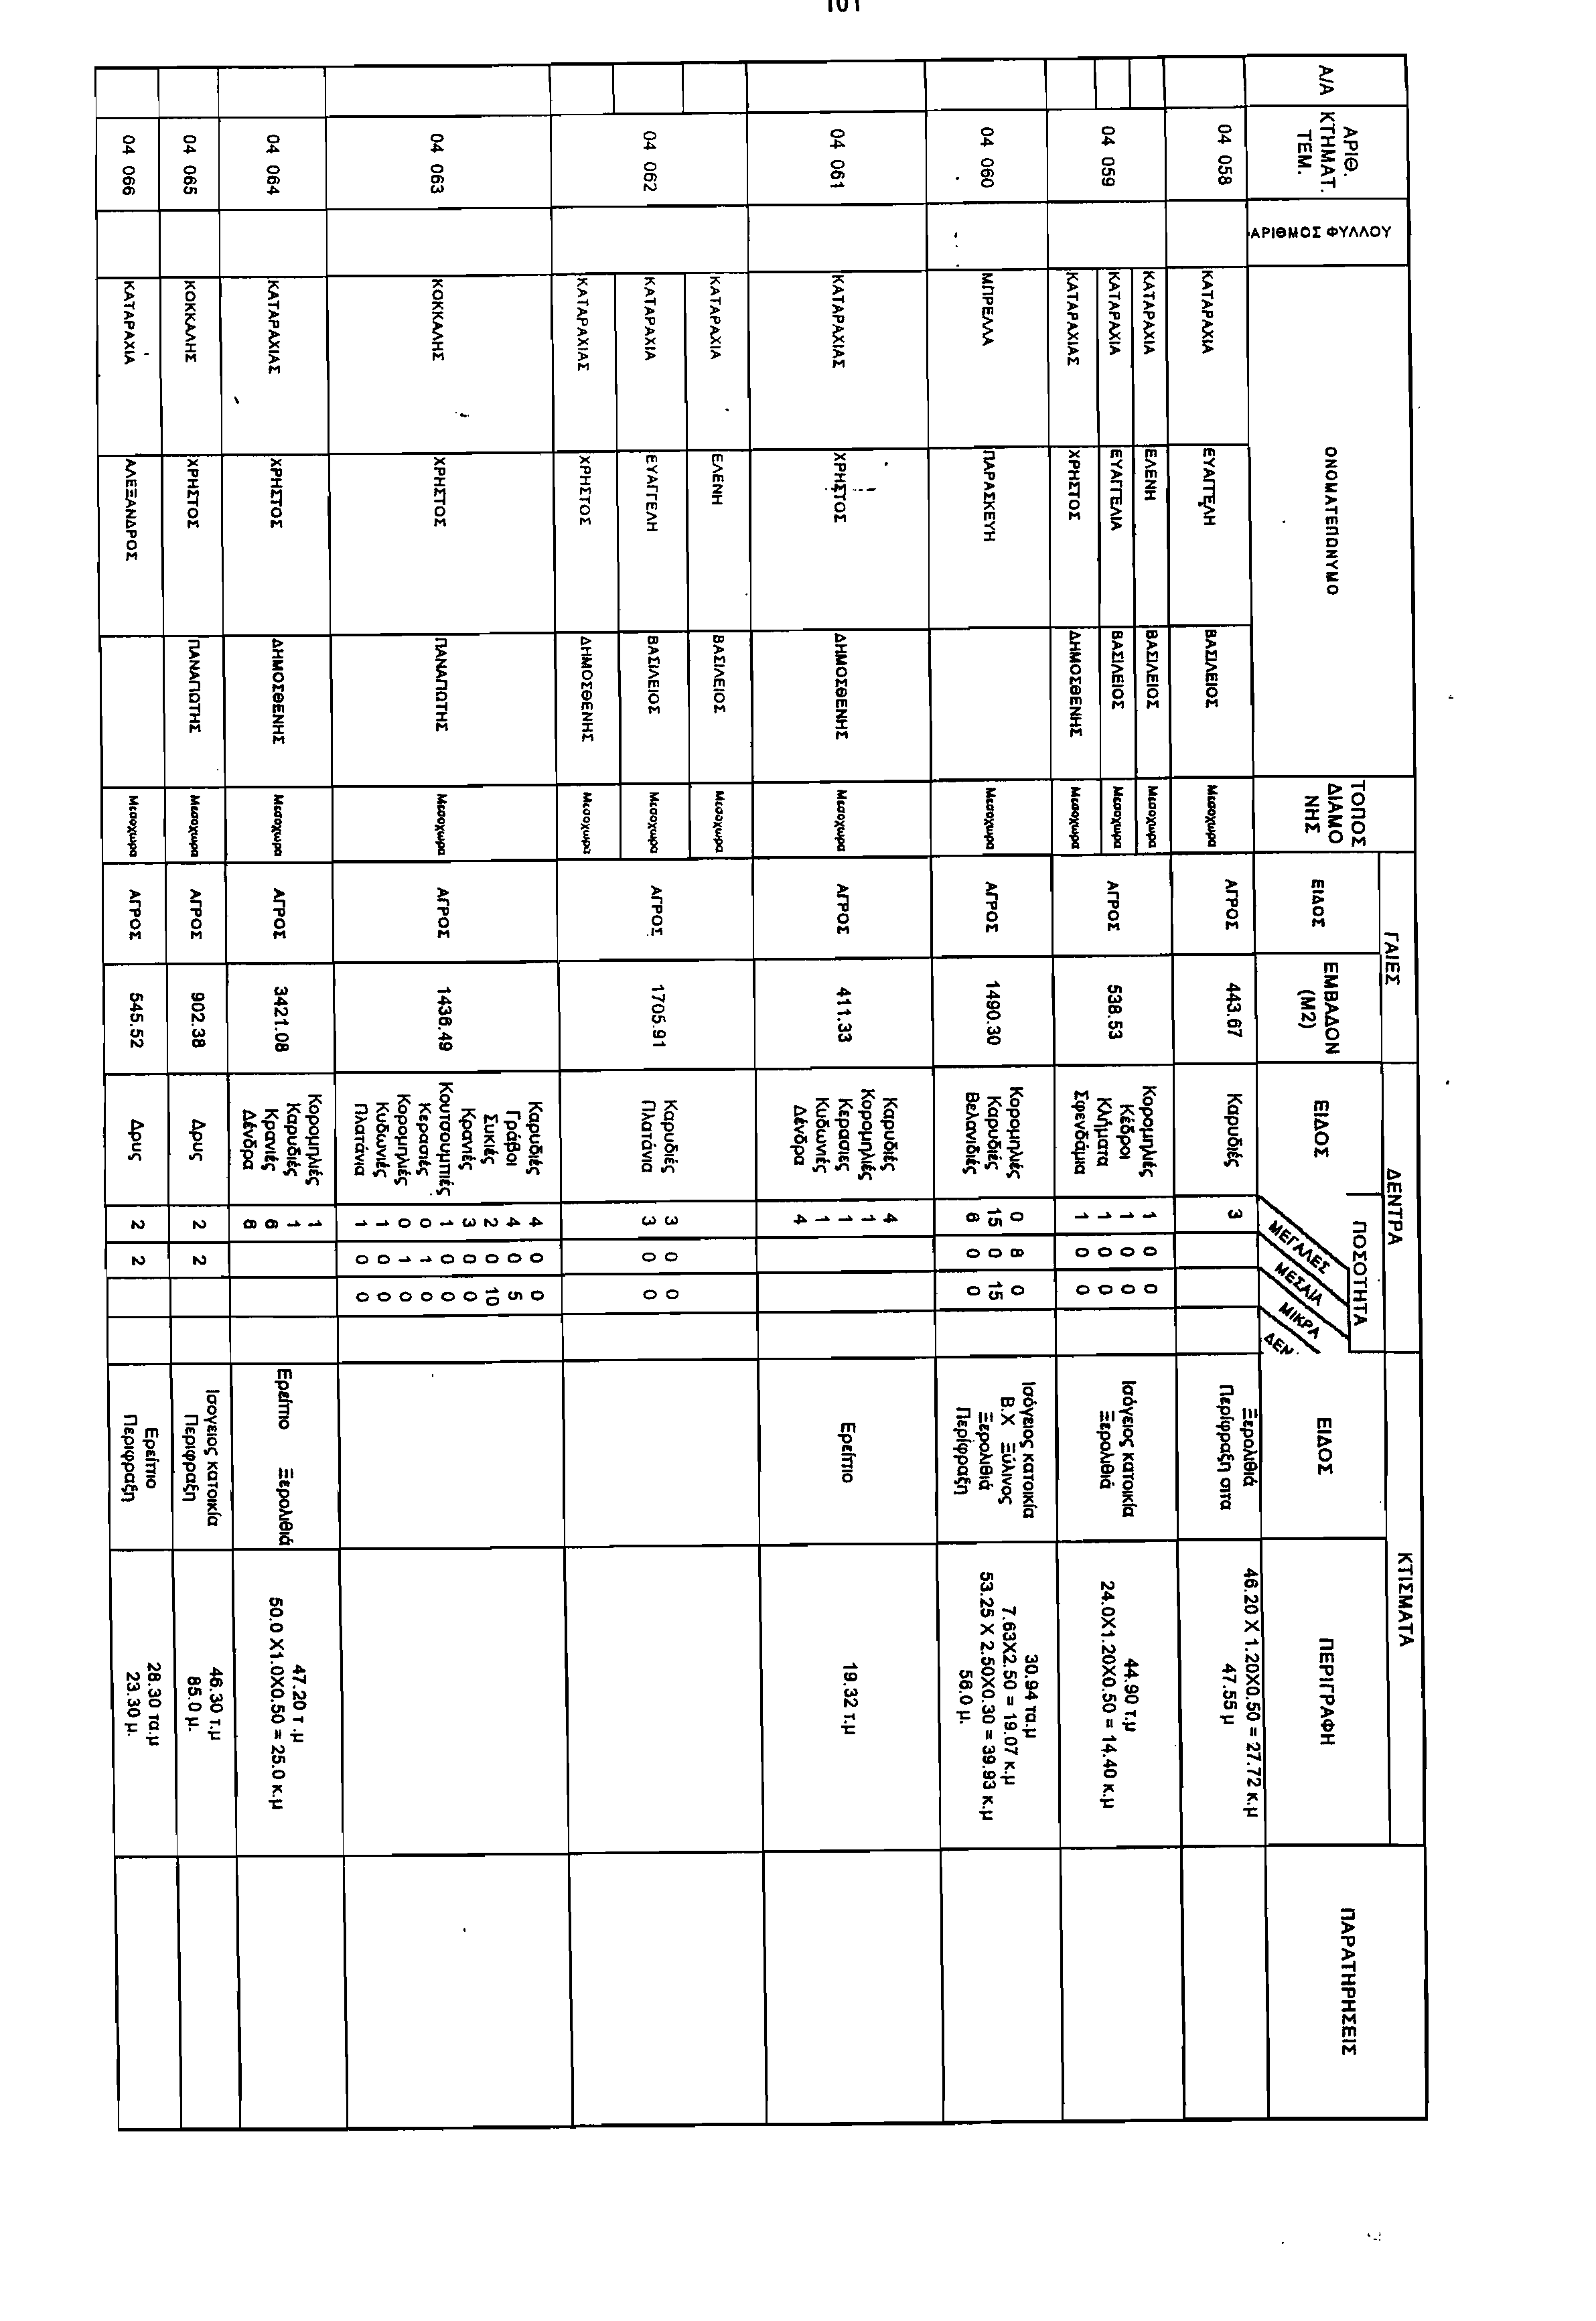 101
Α/Α ΑΡΙΘ. ΚΤΗΜΑΤ. ΤΕΜ. ΑΡΙΘΜΟΣ ΦΥΛΛΟΥ ΟΝΟΜΑΤΕΠΩΝΥΜΟ ΤΟΠΟΣ ΔΙΑΜΟ ΝΗΣ ΓΑΙΕΣ ΔΕΝΤΡΑ ΚΤΙΣΜΑΤΑ ΠΑΡΑΤΗΡΗΣΕΙΣ
ΕΙΔΟΣ ΕΜΒΑΔΟΝ (Μ2) ΕΙΔΟΣ ΠΟΣΟΤΗΤΑ ΕΙΔΟΣ ΠΕΡΙΓΡΑΦΗ
ΜΕΓΑΛΕΣ ΜΕΣΑΙΑ ΜΙΚΡΑ ΔΕΝ.
04 058 ΚΑΤΑΡΑΧΙΑ ΕΥΑΓΓΕΛΗ ΒΑΣΙΛΕΙΟΣ Μεσοχωρα ΑΓΡΟΣ 443.67 Καρυδιές 3
Ξερολιθιά 46.20 Χ 1.20Χ0.50 = 27.72 κ.μ
Περίφραξη σιτα 47.55 μ
04 059 ΑΓΡΟΣ 538.53
ΚΑΤΑΡΑΧΙΑ ΕΛΕΝΗ ΒΑΣΙΛΕΙΟΣ Μεσοχωρα
ΚΑΤΑΡΑΧΙΑ ΕΥΑΓΓΕΛΙΑ ΒΑΣΙΛΕΙΟΣ Μεσοχωρα
ΚΑΤΑΡΑΧΙΑΣ ΧΡΗΣΤΟΣ ΔΗΜΟΣΘΕΝΗΣ Μεσοχωρα
Κορομηλιές 1 0 0
Κέδροι 1 0 0
Κλήματα 1 0 0
Σφενδάμια 1 0 0
Ισόγειος κατοικία 44.90 τ.μ
Ξερολιθιά 24.0Χ1.20Χ0.50 = 14.40 κ.μ
04 060 ΜΠΡΕΛΛΑ ΠΑΡΑΣΚΕΥΗ Μεσοχωρα ΑΓΡΟΣ 1490.30
Κορομηλιές 0 8 0
Καρυδιές 15 0 15
Βελανιδιές 6 0 0
Ισόγειος κατοικία 30.94 τα.μ
Β.Χ Ξύλινος 7.63Χ2.50 = 19.07 κ.μ
Ξερολιθιά 53.25 Χ 2.50Χ0.30 = 39.93 κ.μ
Περίφραξη 56.0 μ.
04 061 ΚΑΤΑΡΑΧΙΑΣ ΧΡΗΣΤΟΣ ΔΗΜΟΣΘΕΝΗΣ Μεσοχωρα ΑΓΡΟΣ 411.33
Καρυδιές 4
Κορομηλιές 1
Κερασιες 1
Κυδωνιές 1
Δένδρα 4
Ερείπιο 19.32 τ.μ
04 062 ΑΓΡΟΣ 1705.91
ΚΑΤΑΡΑΧΙΑ ΕΛΕΝΗ ΒΑΣΙΛΕΙΟΣ Μεσοχωρα
ΚΑΤΑΡΑΧΙΑ ΕΥΑΓΓΕΛΗ ΒΑΣΙΛΕΙΟΣ Μεσοχωρα
ΚΑΤΑΡΑΧΙΑΣ ΧΡΗΣΤΟΣ ΔΗΜΟΣΘΕΝΗΣ Μεσοχωρα
Καρυδιές 3 0 0
Πλατάνια 3 0 0
04 063 ΚΟΚΚΑΛΗΣ ΧΡΗΣΤΟΣ ΠΑΝΑΓΙΩΤΗΣ Μεσοχωρα ΑΓΡΟΣ 1436.49
Καρυδιές 4 0 0
Γράβοι 4 0 5
Συκιές 2 0 10
Κρανιές 3 0 0
Κουτσουμπιές 1 0 0
Κερασιές 0 1 0
Κορομηλιές 0 1 0
Κυδωνιές 1 0 0
Πλατάνια 1 0 0
04 064 ΚΑΤΑΡΑΧΙΑΣ ΧΡΗΣΤΟΣ ΔΗΜΟΣΘΕΝΗΣ Μεσοχωρα ΑΓΡΟΣ 3421.08
Κορομηλιές 1
Καρυδιές 1
Κρανιές 6
Δένδρα 6
Ερείπιο 47.20 τ.μ
Ξερολιθιά 50.0 Χ1.0Χ0.50 = 25.0 κ.μ
04 065 ΚΟΚΚΑΛΗΣ ΧΡΗΣΤΟΣ ΠΑΝΑΓΙΩΤΗΣ Μεσοχωρα ΑΓΡΟΣ 902.38 Δρυς 2 2
Ισογειος κατοικία 46.30 τ.μ
Περιφραξη 85.0 μ.
04 066 ΚΑΤΑΡΑΧΙΑ ΑΛΕΞΑΝΔΡΟΣ Μεσοχωρα ΑΓΡΟΣ 545.52 Δρυς 2 2
Ερείπιο 28.30 τα.μ
Περιφραξη 23.30 μ.